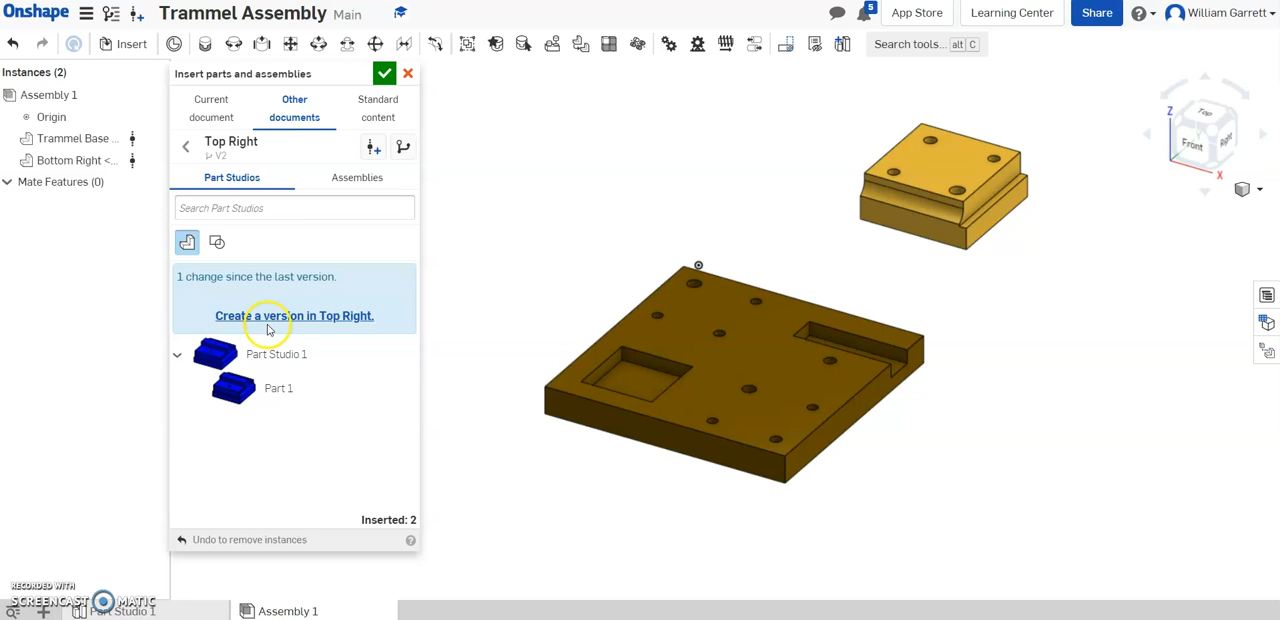 Onshape Trammel Assembly Main 5 App Store Learning Center Share William Garrett
Insert Search tools... alt C
Instances (2)
Assembly 1
Origin
Trammel Base ...
Bottom Right <...
Mate Features (0)
Insert parts and assemblies
Current document
Other documents
Standard content
Top Right
V2
Part Studios Assemblies
Search Part Studios
1 change since the last version.
Create a version in Top Right.
Part Studio 1
Part 1
Inserted: 2
Undo to remove instances
Top
Front
Right
Z
X
RECORDED WITH
SCREENCAST MATIC
Part Studio 1 Assembly 1